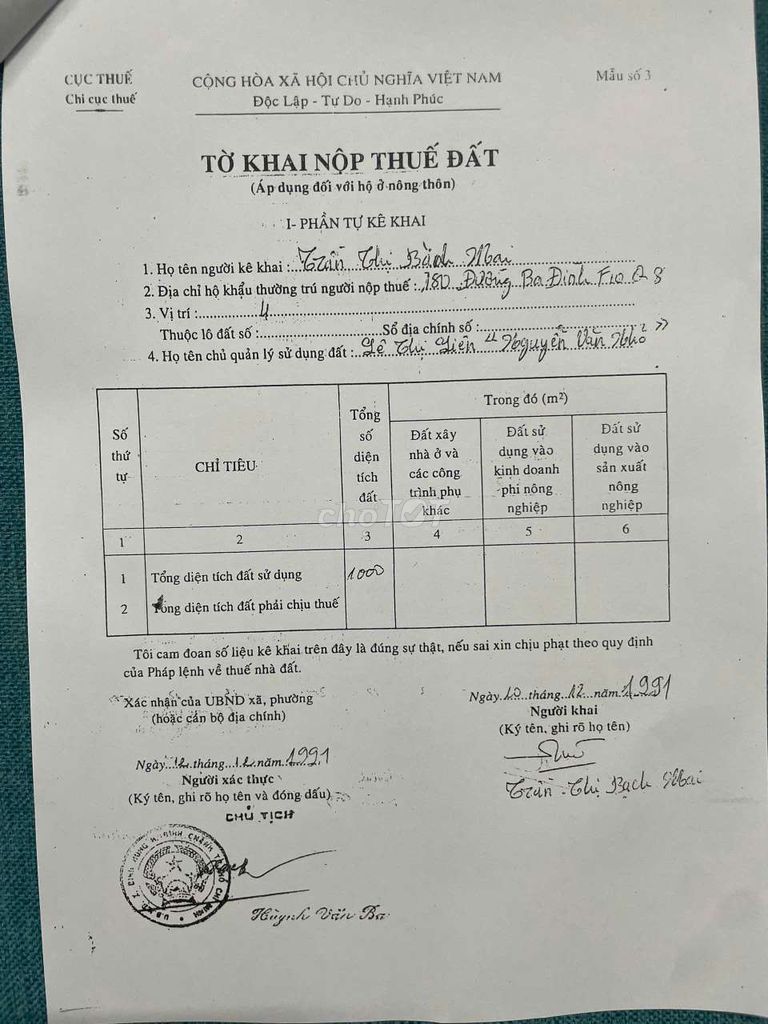 CỤC THUẾ
Chi cục thuế
CỘNG HÒA XÃ HỘI CHỦ NGHĨA VIỆT NAM
Độc Lập - Tự Do - Hạnh Phúc
Mẫu số 3
TỜ KHAI NỘP THUẾ ĐẤT
(Áp dụng đối với hộ ở nông thôn)
I- PHẦN TỰ KÊ KHAI
1. Họ tên người kê khai : Trần Thị Bạch Mai
2. Địa chỉ hộ khẩu thường trú người nộp thuế : 180 Đường Ba Đình F10 Q 8
3. Vị trí : 4
Thuộc lô đất số : Sổ địa chính số :
4. Họ tên chủ quản lý sử dụng đất : Lê Thị Liên "Nguyễn Văn Nhỏ"
Số thứ tự
CHỈ TIÊU
Tổng số diện tích đất
Trong đó (m²)
Đất xây nhà ở và các công trình phụ khác
Đất sử dụng vào kinh doanh phi nông nghiệp
Đất sử dụng vào sản xuất nông nghiệp
1 2 3 4 5 6
1 Tổng diện tích đất sử dụng 1000
2 Tổng diện tích đất phải chịu thuế
Tôi cam đoan số liệu kê khai trên đây là đúng sự thật, nếu sai xin chịu phạt theo quy định
của Pháp lệnh về thuế nhà đất.
Xác nhận của UBND xã, phường
(hoặc cán bộ địa chính)
Ngày 12 tháng 12 năm 1991
Người xác thực
(Ký tên, ghi rõ họ tên và đóng dấu)
CHỦ TỊCH
Huỳnh Văn Ba
Ngày 10 tháng 12 năm 1991
Người khai
(Ký tên, ghi rõ họ tên)
Trần Thị Bạch Mai
choTỐT